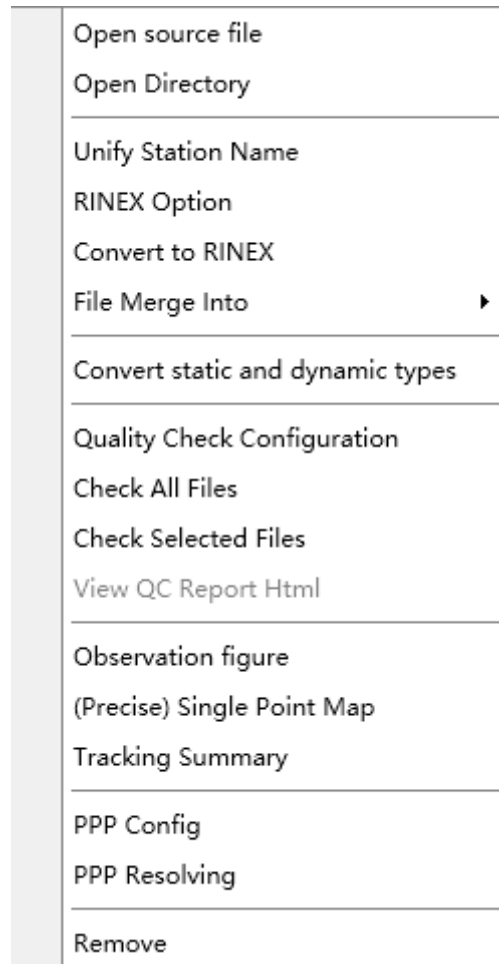 Open source file
Open Directory
Unify Station Name
RINEX Option
Convert to RINEX
File Merge Into
Convert static and dynamic types
Quality Check Configuration
Check All Files
Check Selected Files
View QC Report Html
Observation figure
(Precise) Single Point Map
Tracking Summary
PPP Config
PPP Resolving
Remove